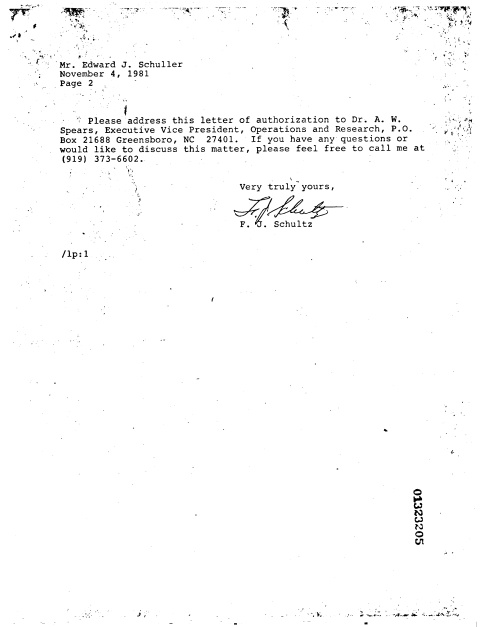 Mr. Edward J. Schuller
November 4, 1981
Page 2
Please address this letter of authorization to Dr. A. W.
Spears, Executive Vice President, Operations and Research, P.O.
Box 21688 Greensboro, NC 27401. If you have any questions or
would like to discuss this matter, please feel free to call me at
(919) 373-6602.
Very truly yours,
F. J. Schultz
F. J. Schultz
/lp:l
01323205